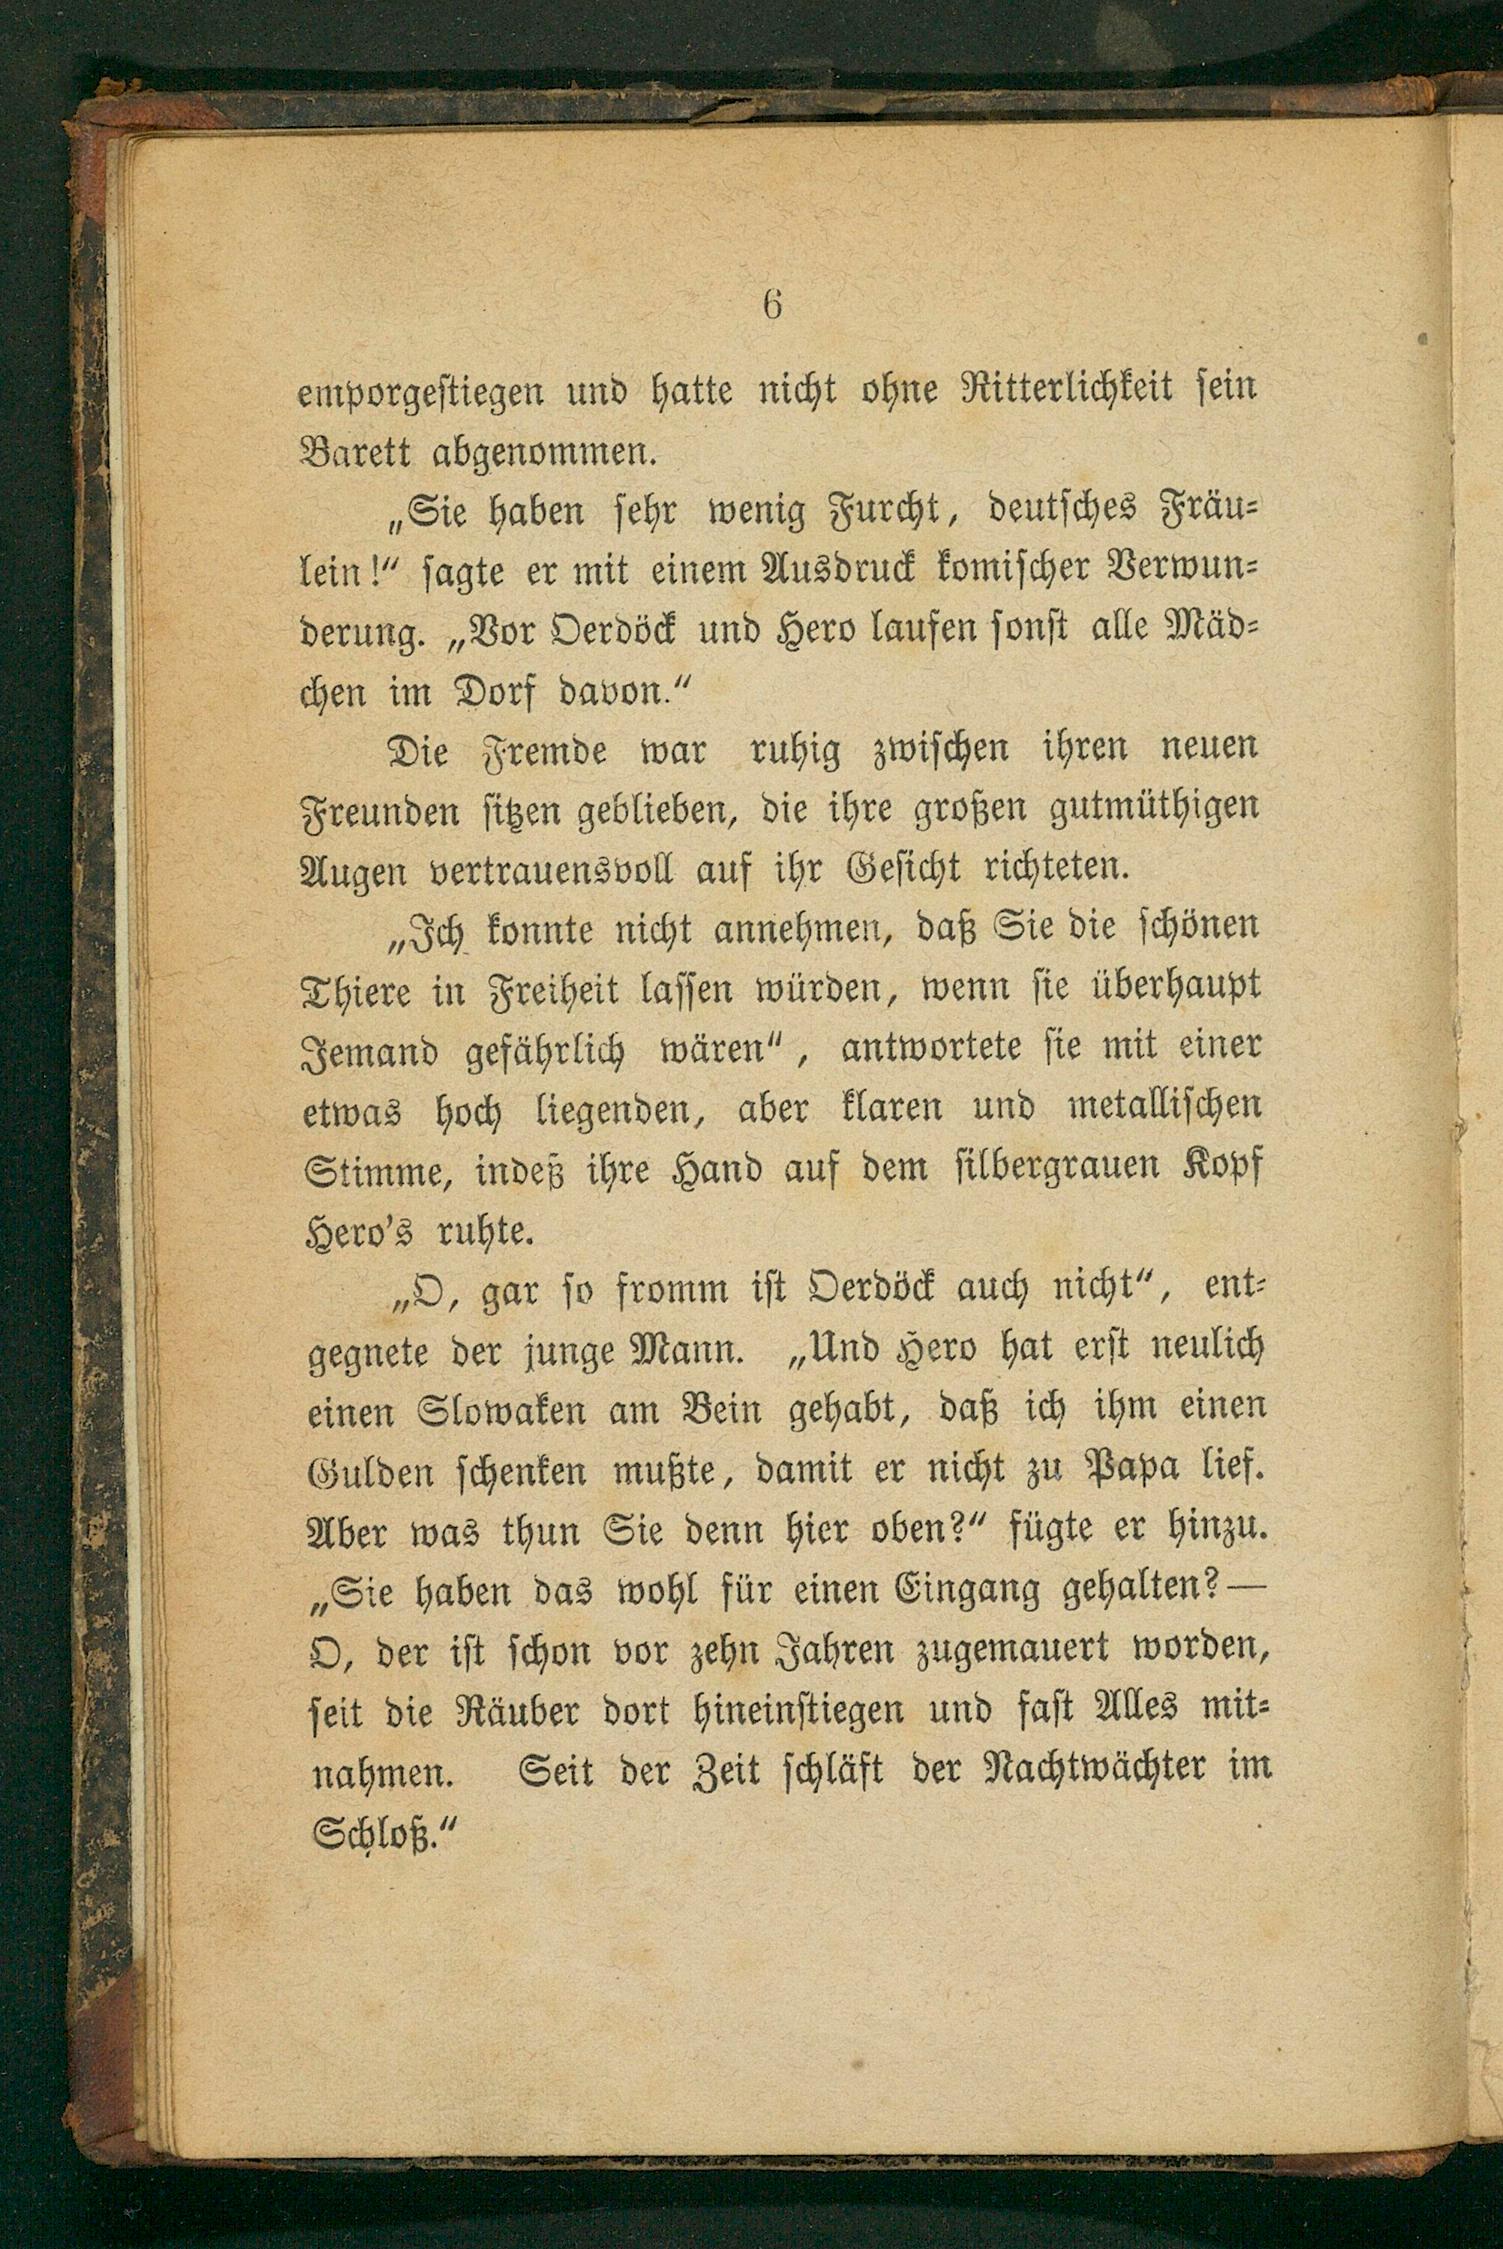 6
emporgestiegen und hatte nicht ohne Ritterlichkeit sein
Barett abgenommen.
„Sie haben sehr wenig Furcht, deutsches Fräu-
lein!“ sagte er mit einem Ausdruck komischer Verwun-
derung. „Vor Oerdöck und Hero laufen sonst alle Mäd-
chen im Dorf davon.“
Die Fremde war ruhig zwischen ihren neuen
Freunden sitzen geblieben, die ihre großen gutmüthigen
Augen vertrauensvoll auf ihr Gesicht richteten.
„Ich konnte nicht annehmen, daß Sie die schönen
Thiere in Freiheit lassen würden, wenn sie überhaupt
Jemand gefährlich wären“, antwortete sie mit einer
etwas hoch liegenden, aber klaren und metallischen
Stimme, indeß ihre Hand auf dem silbergrauen Kopf
Hero's ruhte.
„O, gar so fromm ist Oerdöck auch nicht“, ent-
gegnete der junge Mann. „Und Hero hat erst neulich
einen Slowaken am Bein gehabt, daß ich ihm einen
Gulden schenken mußte, damit er nicht zu Papa lief.
Aber was thun Sie denn hier oben?“ fügte er hinzu.
„Sie haben das wohl für einen Eingang gehalten? —
O, der ist schon vor zehn Jahren zugemauert worden,
seit die Räuber dort hineinstiegen und fast Alles mit-
nahmen. Seit der Zeit schläft der Nachtwächter im
Schloß.“